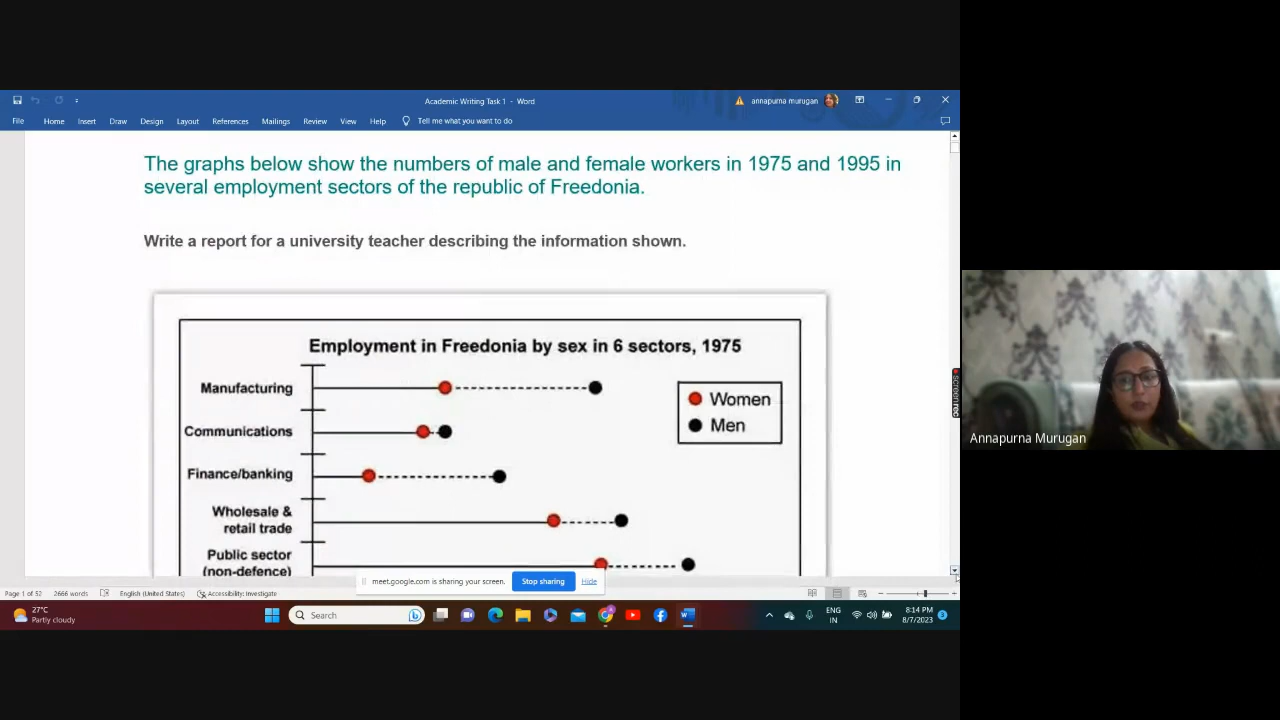 Academic Writing Task 1 - Word
annapurna murugan
File Home Insert Draw Design Layout References Mailings Review View Help Tell me what you want to do
The graphs below show the numbers of male and female workers in 1975 and 1995 in
several employment sectors of the republic of Freedonia.
Write a report for a university teacher describing the information shown.
Employment in Freedonia by sex in 6 sectors, 1975
Manufacturing
Women
Men
Communications
Finance/banking
Wholesale &
retail trade
Public sector
(non-defence)
meet.google.com is sharing your screen. Stop sharing Hide
Page 1 of 52 2666 words English (United States) Accessibility: Investigate
27°C
Partly cloudy
Search
ENG
IN
8:14 PM
8/7/2023
3
screenrec
Annapurna Murugan